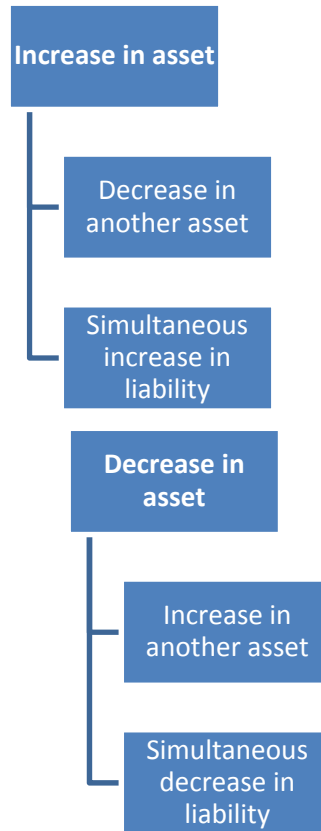 Increase in asset
Decrease in
another asset
Simultaneous
increase in
liability
Decrease in
asset
Increase in
another asset
Simultaneous
decrease in
liability